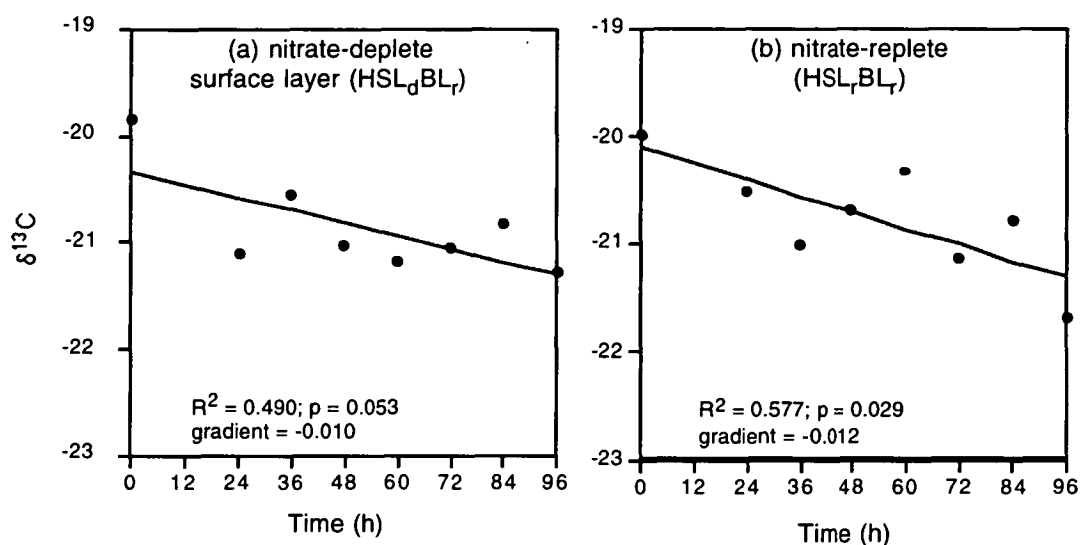 (a) nitrate-deplete
surface layer (HSL_dBL_r)
δ¹³C
-19
-20
-21
-22
-23
R² = 0.490; p = 0.053
gradient = -0.010
0 12 24 36 48 60 72 84 96
Time (h)
(b) nitrate-replete
(HSL_rBL_r)
-19
-20
-21
-22
-23
R² = 0.577; p = 0.029
gradient = -0.012
0 12 24 36 48 60 72 84 96
Time (h)